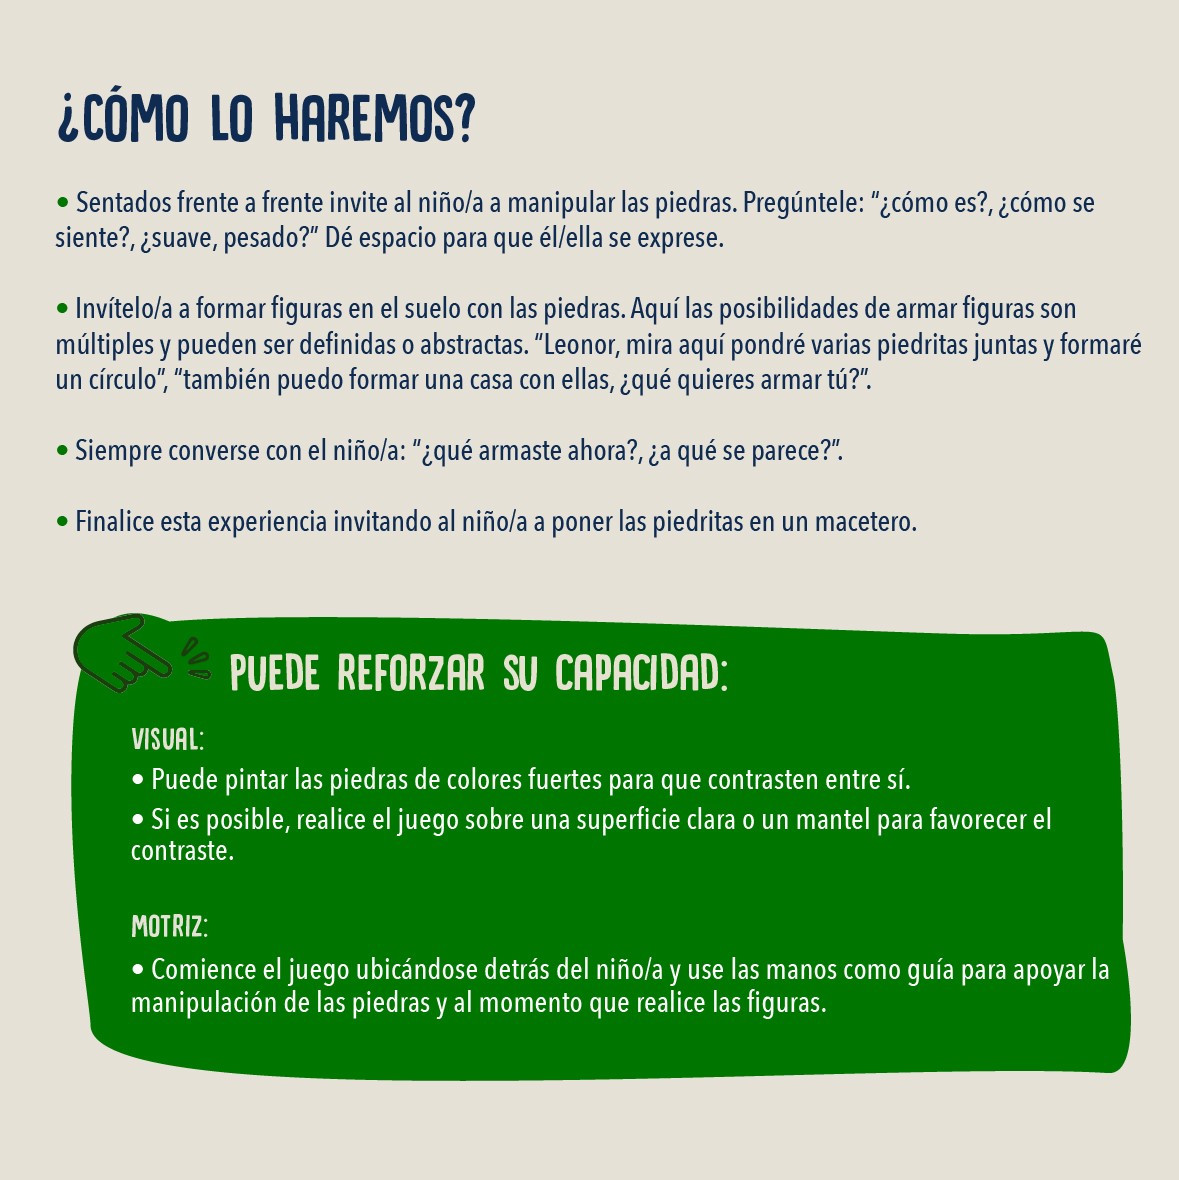 ¿CÓMO LO HAREMOS?
• Sentados frente a frente invite al niño/a a manipular las piedras. Pregúntele: “¿cómo es?, ¿cómo se
siente?, ¿suave, pesado?” Dé espacio para que él/ella se exprese.
• Invítelo/a a formar figuras en el suelo con las piedras. Aquí las posibilidades de armar figuras son
múltiples y pueden ser definidas o abstractas. “Leonor, mira aquí pondré varias piedritas juntas y formaré
un círculo”, “también puedo formar una casa con ellas, ¿qué quieres armar tú?”.
• Siempre converse con el niño/a: “¿qué armaste ahora?, ¿a qué se parece?”.
• Finalice esta experiencia invitando al niño/a a poner las piedritas en un macetero.
PUEDE REFORZAR SU CAPACIDAD:
VISUAL:
• Puede pintar las piedras de colores fuertes para que contrasten entre sí.
• Si es posible, realice el juego sobre una superficie clara o un mantel para favorecer el
contraste.
MOTRIZ:
• Comience el juego ubicándose detrás del niño/a y use las manos como guía para apoyar la
manipulación de las piedras y al momento que realice las figuras.